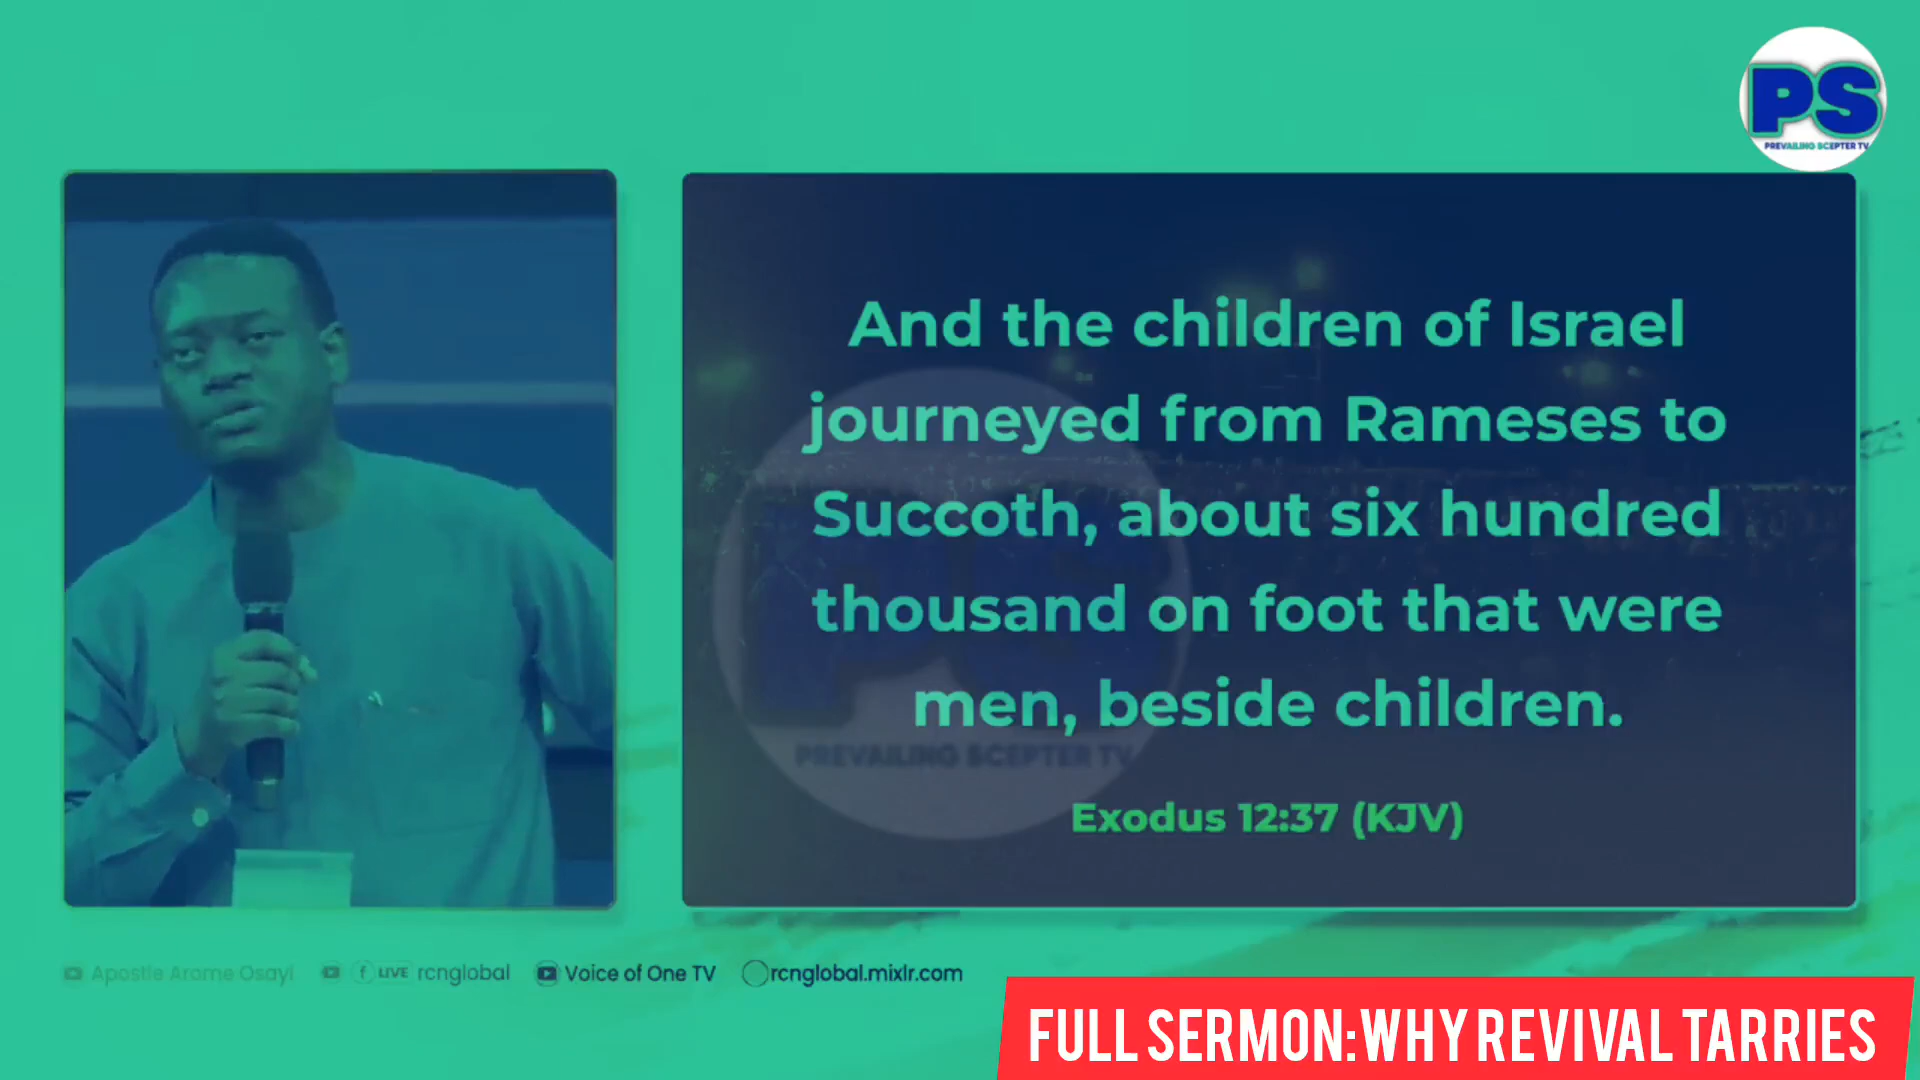 PS
PREVAILING SCEPTER TV
And the children of Israel
journeyed from Rameses to
Succoth, about six hundred
thousand on foot that were
men, beside children.
PS
PREVAILING SCEPTER TV
Exodus 12:37 (KJV)
Apostle Arome Osayi
LIVE rcnglobal
Voice of One TV
rcnglobal.mixlr.com
FULL SERMON:WHY REVIVAL TARRIES